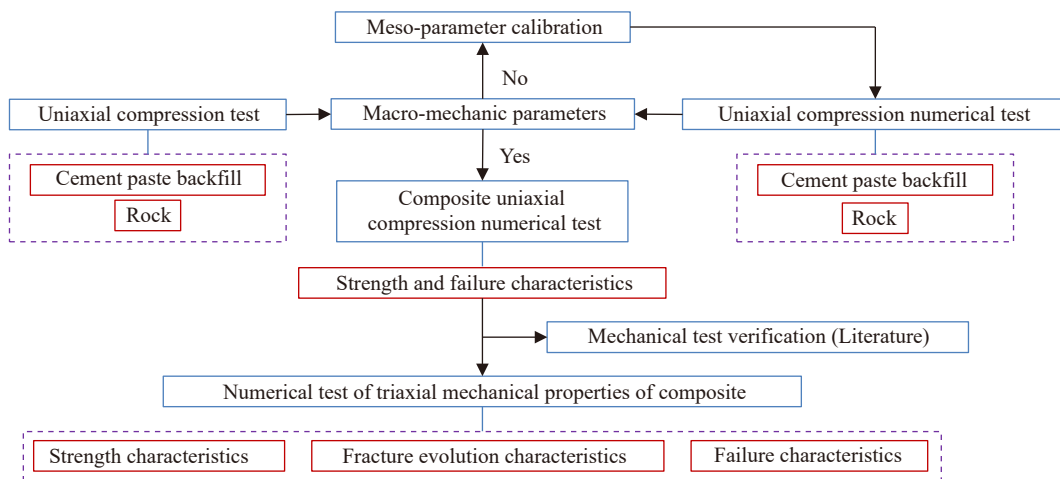 Meso-parameter calibration
No
Uniaxial compression test
Macro-mechanic parameters
Uniaxial compression numerical test
Yes
Cement paste backfill
Rock
Composite uniaxial
compression numerical test
Cement paste backfill
Rock
Strength and failure characteristics
Mechanical test verification (Literature)
Numerical test of triaxial mechanical properties of composite
Strength characteristics
Fracture evolution characteristics
Failure characteristics